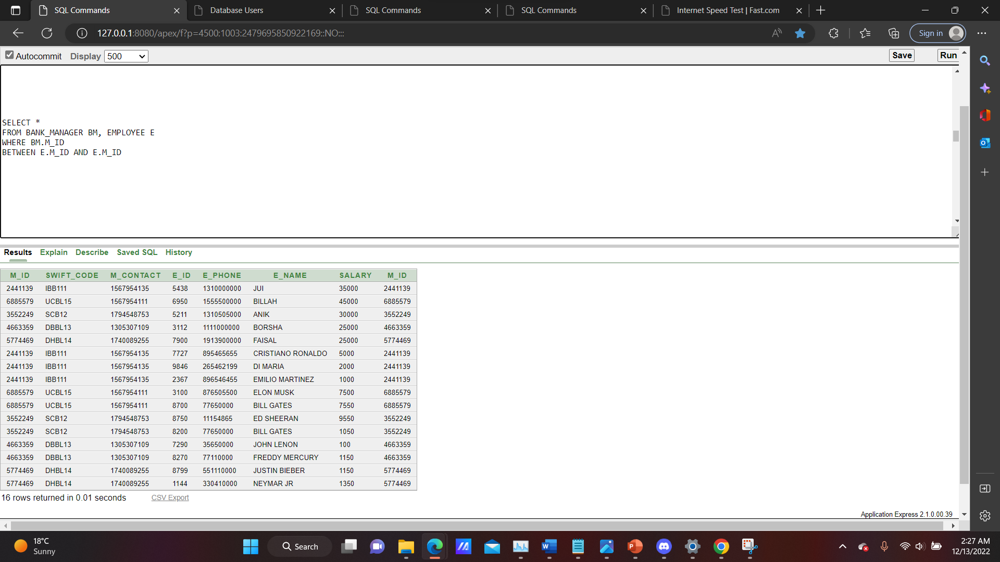 SQL Commands
Database Users
SQL Commands
SQL Commands
Internet Speed Test | Fast.com
127.0.0.1:8080/apex/f?p=4500:1003:2479695850922169::NO:::
Sign in
Autocommit Display 500
Save
Run
SELECT *
FROM BANK_MANAGER BM, EMPLOYEE E
WHERE BM.M_ID
BETWEEN E.M_ID AND E.M_ID
Results Explain Describe Saved SQL History
M_ID SWIFT_CODE M_CONTACT E_ID E_PHONE E_NAME SALARY M_ID
2441139 IBB111 1567954135 5438 1310000000 JUI 35000 2441139
6885579 UCBL15 1567954111 6950 1555500000 BILLAH 45000 6885579
3552249 SCB12 1794548753 5211 1310505000 ANIK 30000 3552249
4663359 DBBL13 1305307109 3112 1111000000 BORSHA 25000 4663359
5774469 DHBL14 1740089255 7900 1913900000 FAISAL 25000 5774469
2441139 IBB111 1567954135 7727 895465655 CRISTIANO RONALDO 5000 2441139
2441139 IBB111 1567954135 9846 265462199 DI MARIA 2000 2441139
2441139 IBB111 1567954135 2367 896546455 EMILIO MARTINEZ 1000 2441139
6885579 UCBL15 1567954111 3100 876505500 ELON MUSK 7500 6885579
6885579 UCBL15 1567954111 8700 77650000 BILL GATES 7550 6885579
3552249 SCB12 1794548753 8750 11154865 ED SHEERAN 9550 3552249
3552249 SCB12 1794548753 8200 77650000 BILL GATES 1050 3552249
4663359 DBBL13 1305307109 7290 35650000 JOHN LENON 100 4663359
4663359 DBBL13 1305307109 8270 77110000 FREDDY MERCURY 1150 4663359
5774469 DHBL14 1740089255 8799 551110000 JUSTIN BIEBER 1150 5774469
5774469 DHBL14 1740089255 1144 330410000 NEYMAR JR 1350 5774469
16 rows returned in 0.01 seconds CSV Export
Application Express 2.1.0.00.39
18°C
Sunny
Search
2:27 AM
12/13/2022